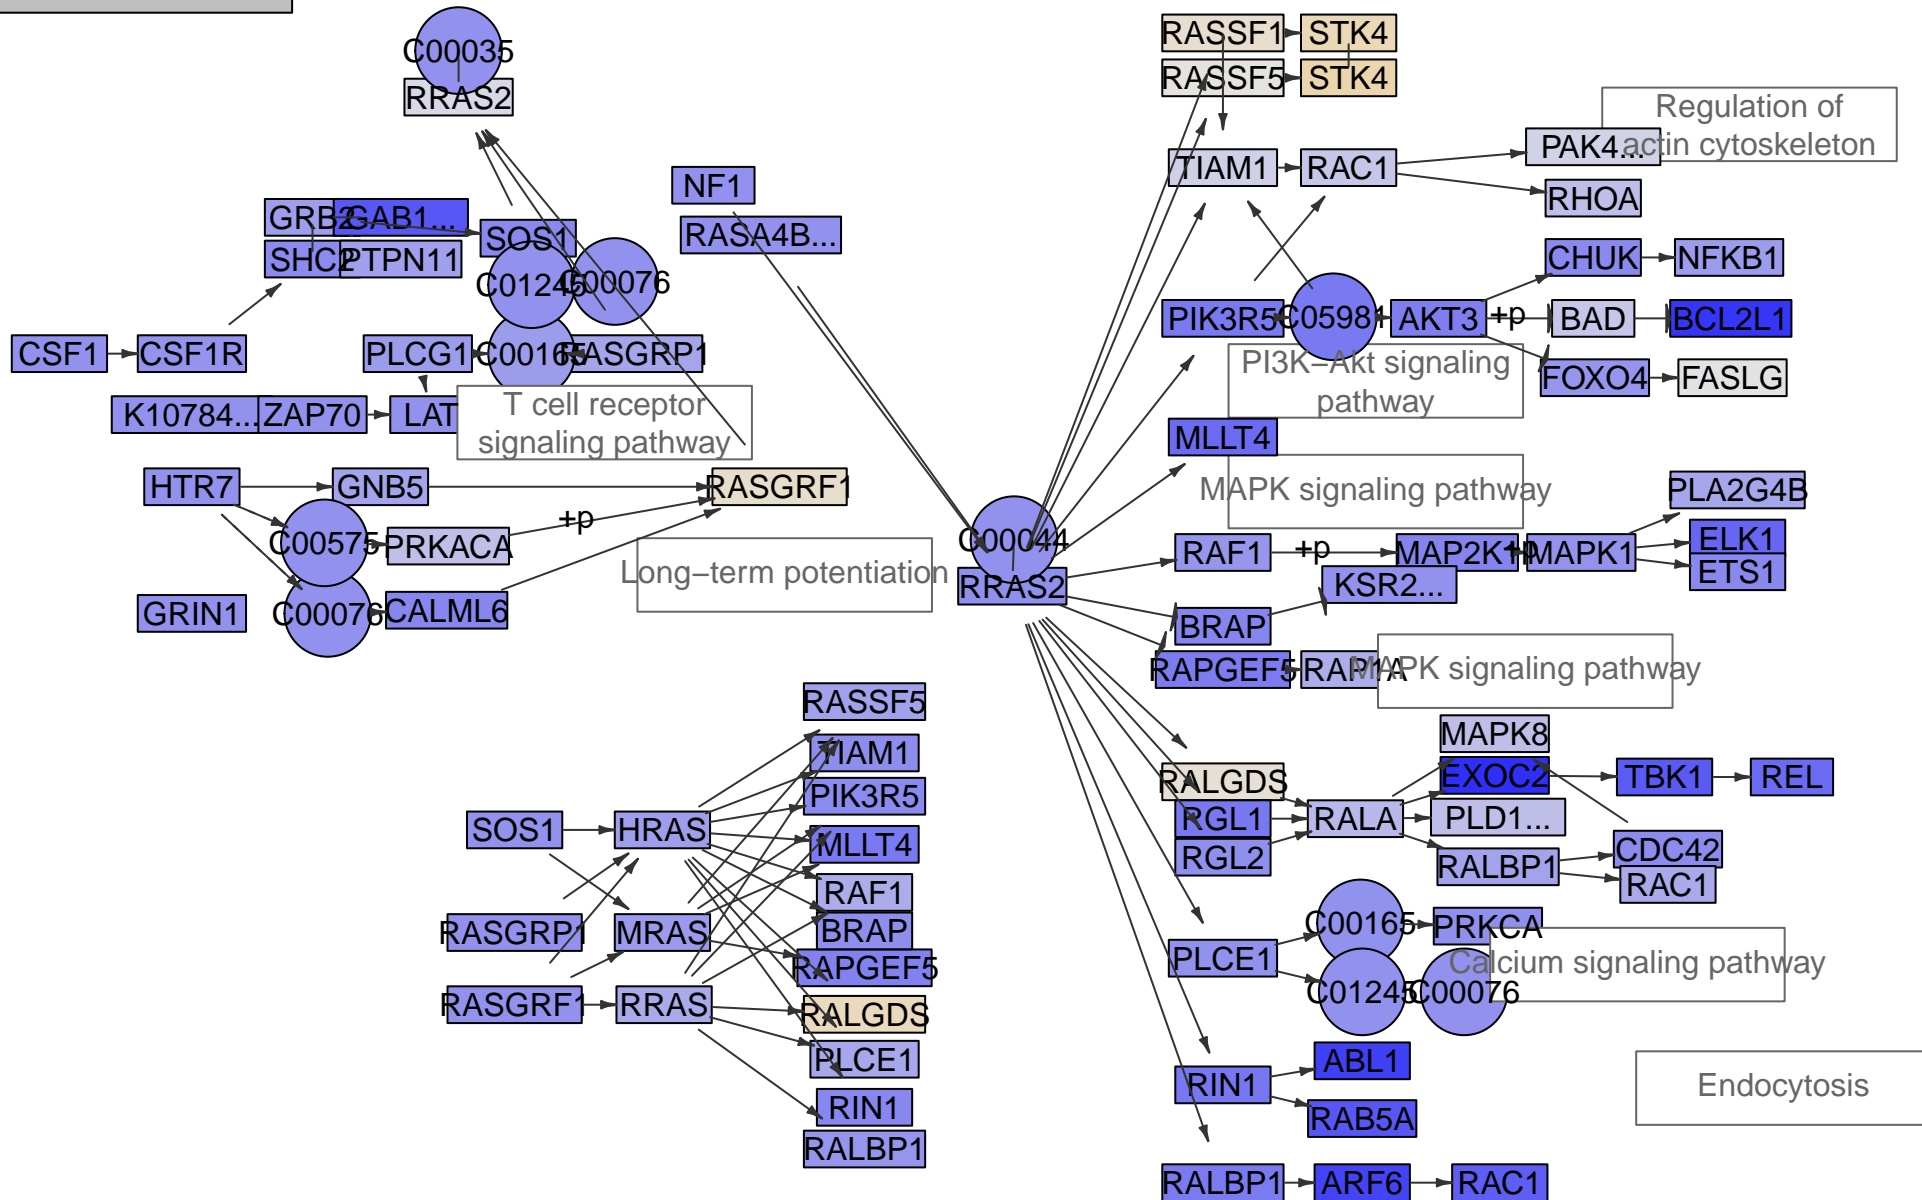 C00035
RRAS2
NF1
RASA4B...
GRB2
GAB1...
SOS1
SHC2
PTPN11
C01245
C00076
CSF1
CSF1R
PLCG1
C00165
RASGRP1
K10784...
ZAP70
LAT
T cell receptor
signaling pathway
HTR7
GNB5
RASGRF1
+p
C00575
PRKACA
Long–term potentiation
GRIN1
C00076
CALML6
C00044
RRAS2
RASSF1
STK4
RASSF5
STK4
Regulation of
actin cytoskeleton
PAK4...
TIAM1
RAC1
RHOA
CHUK
NFKB1
PIK3R5
C05981
AKT3
+p
BAD
BCL2L1
PI3K–Akt signaling
pathway
FOXO4
FASLG
MLLT4
MAPK signaling pathway
PLA2G4B
RAF1
+p
MAP2K1
+p
MAPK1
ELK1
ETS1
KSR2...
BRAP
RAPGEF5
RAP1A
MAPK signaling pathway
MAPK8
RALGDS
EXOC2
TBK1
REL
RGL1
RALA
PLD1...
RGL2
RALBP1
CDC42
RAC1
C00165
PRKCA
PLCE1
Calcium signaling pathway
C01245
C00076
ABL1
RIN1
RAB5A
Endocytosis
RALBP1
ARF6
RAC1
RASSF5
TIAM1
PIK3R5
SOS1
HRAS
MLLT4
RAF1
RASGRP1
MRAS
BRAP
RAPGEF5
RASGRF1
RRAS
RALGDS
PLCE1
RIN1
RALBP1